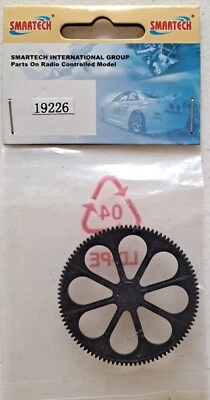 SMARTECH SMARTECH
SMARTECH INTERNATIONAL GROUP
Parts On Radio Controlled Model
19226
04
LDPE